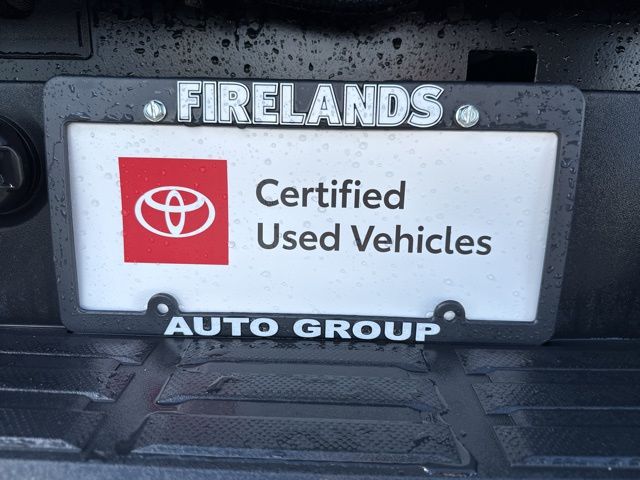 FIRELANDS
Certified
Used Vehicles
AUTO GROUP